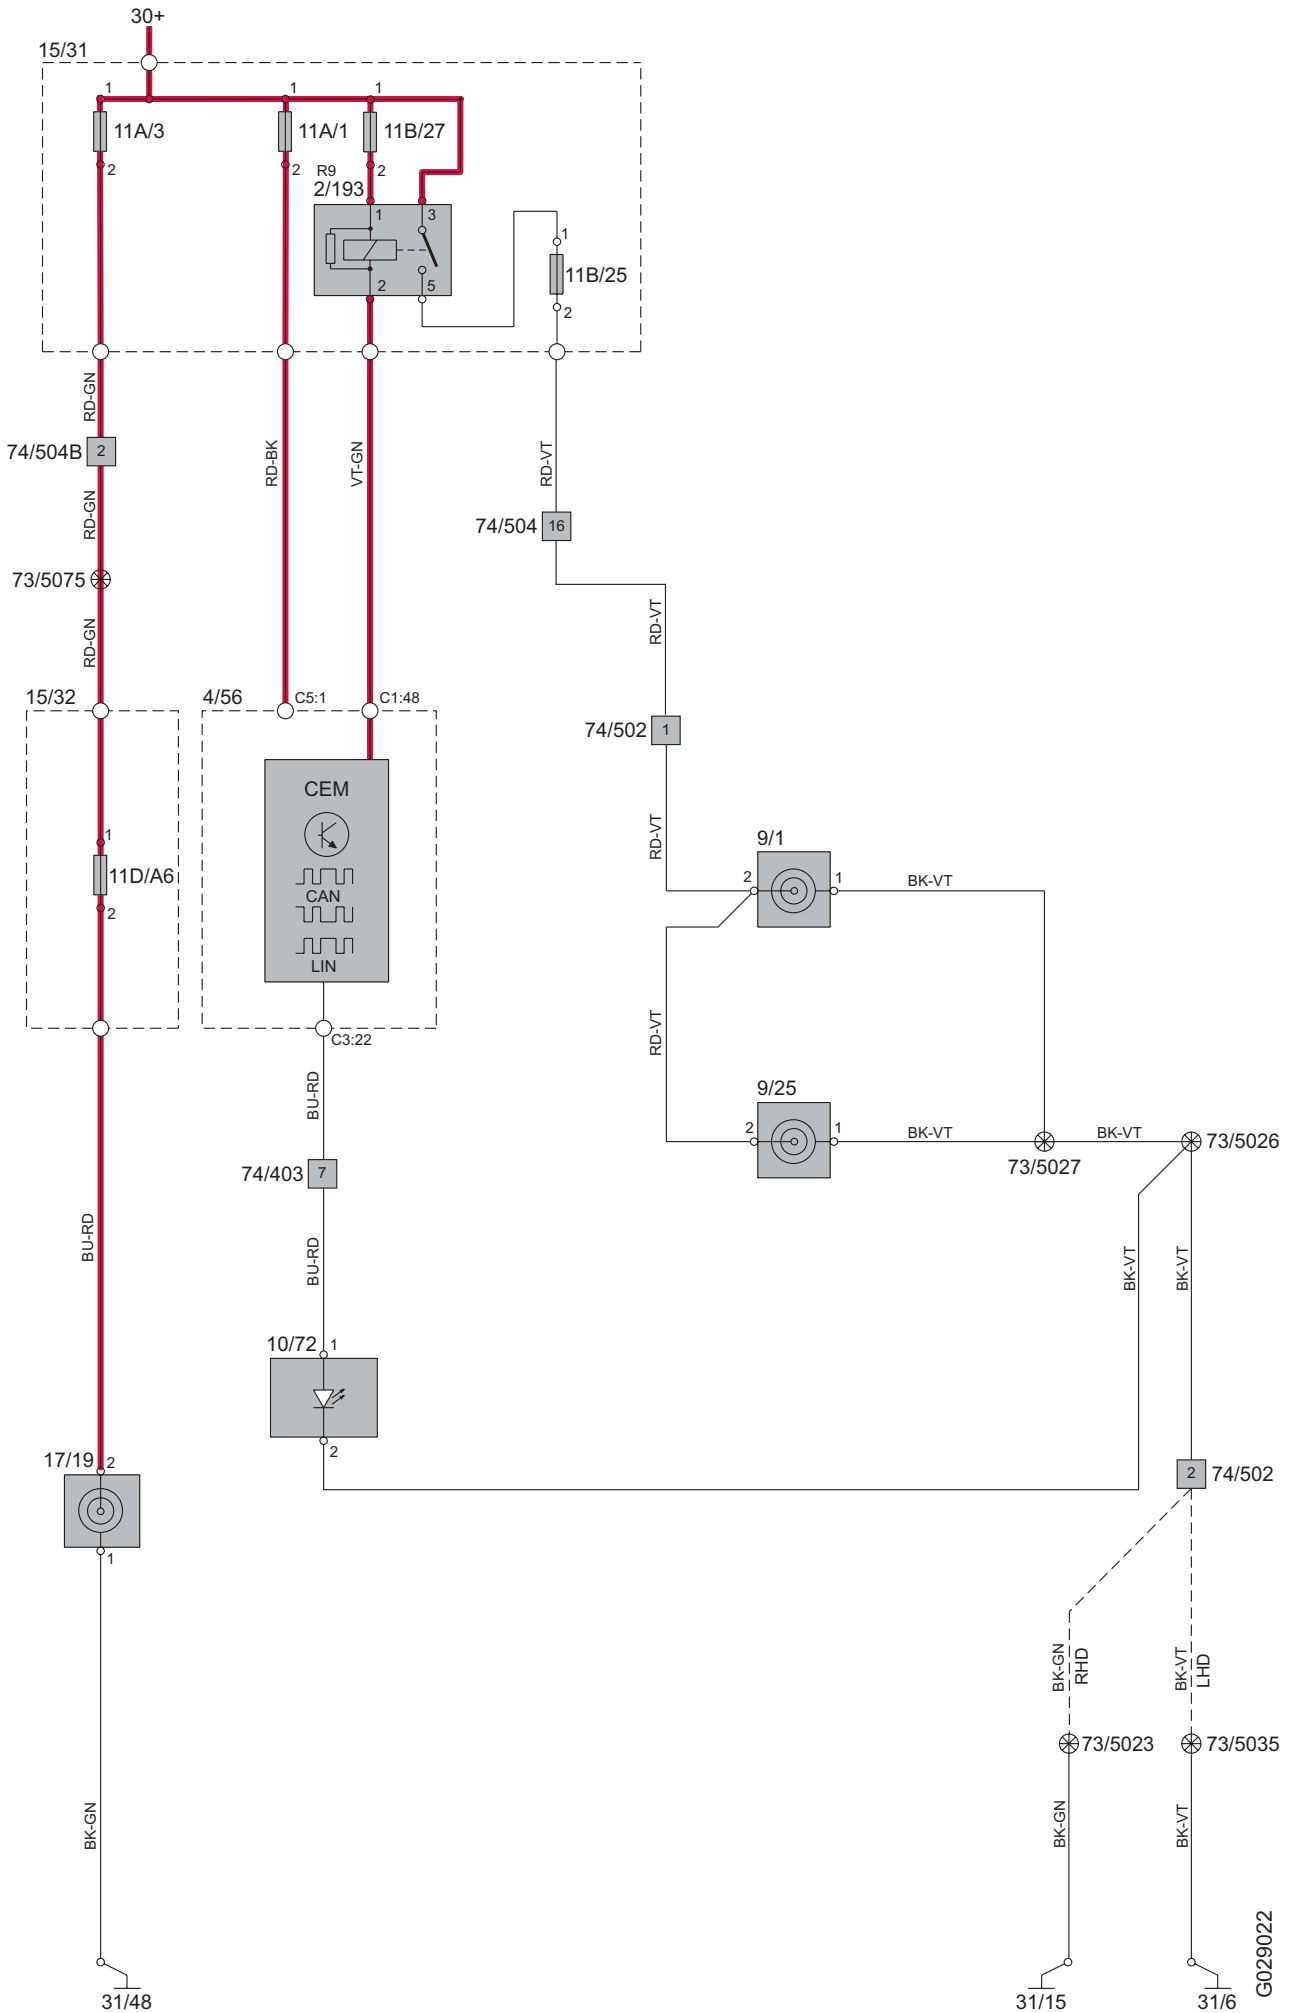 30+
15/31
1
1
1
11A/3
11A/1
11B/27
2
2
2
R9
2/193
1
3
1
11B/25
2
5
2
RD-GN
74/504B
2
RD-BK
VT-GN
RD-VT
RD-GN
74/504
16
73/5075
RD-GN
RD-VT
15/32
4/56
C5:1
C1:48
74/502
1
CEM
1
11D/A6
2
CAN
LIN
RD-VT
9/1
2
1
BK-VT
C3:22
RD-VT
BU-RD
9/25
2
1
BK-VT
73/5027
BK-VT
73/5026
74/403
7
BU-RD
BU-RD
BK-VT
BK-VT
10/72
1
2
17/19
2
1
2
74/502
BK-GN
RHD
BK-VT
LHD
73/5023
73/5035
BK-GN
BK-GN
BK-VT
31/48
31/15
31/6
G029022